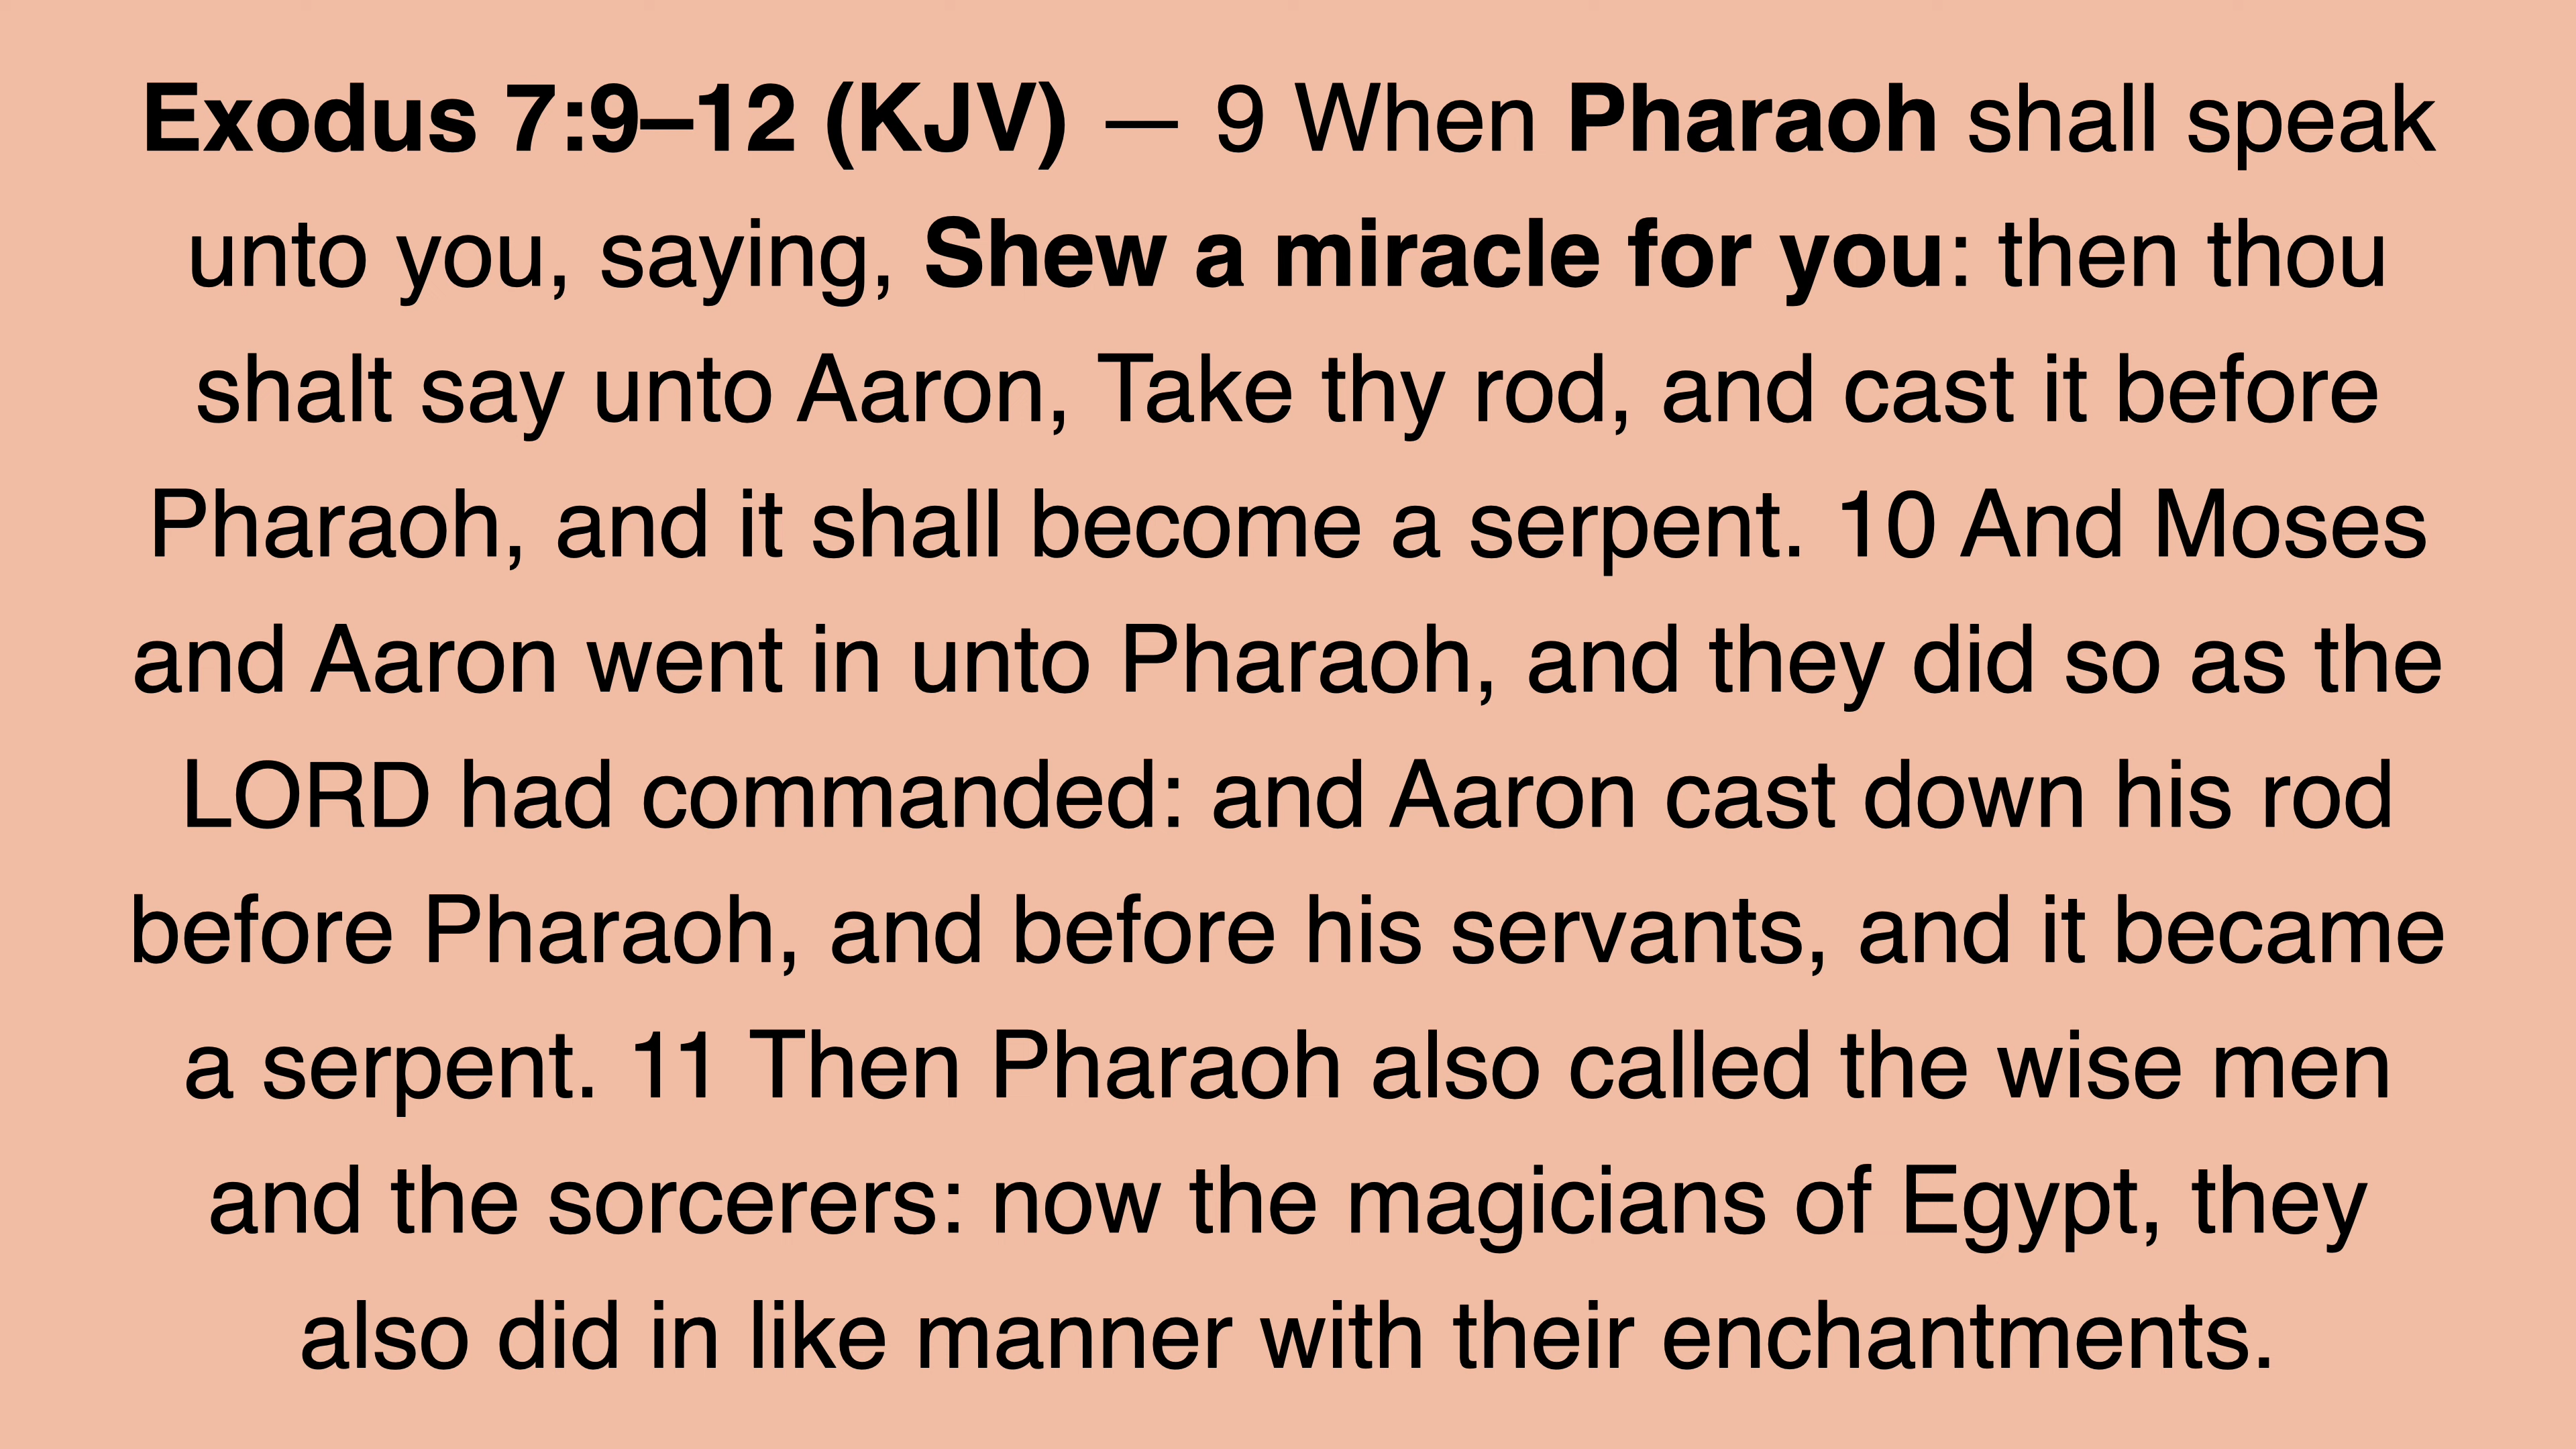 Exodus 7:9–12 (KJV) — 9 When Pharaoh shall speak
unto you, saying, Shew a miracle for you: then thou
shalt say unto Aaron, Take thy rod, and cast it before
Pharaoh, and it shall become a serpent. 10 And Moses
and Aaron went in unto Pharaoh, and they did so as the
LORD had commanded: and Aaron cast down his rod
before Pharaoh, and before his servants, and it became
a serpent. 11 Then Pharaoh also called the wise men
and the sorcerers: now the magicians of Egypt, they
also did in like manner with their enchantments.